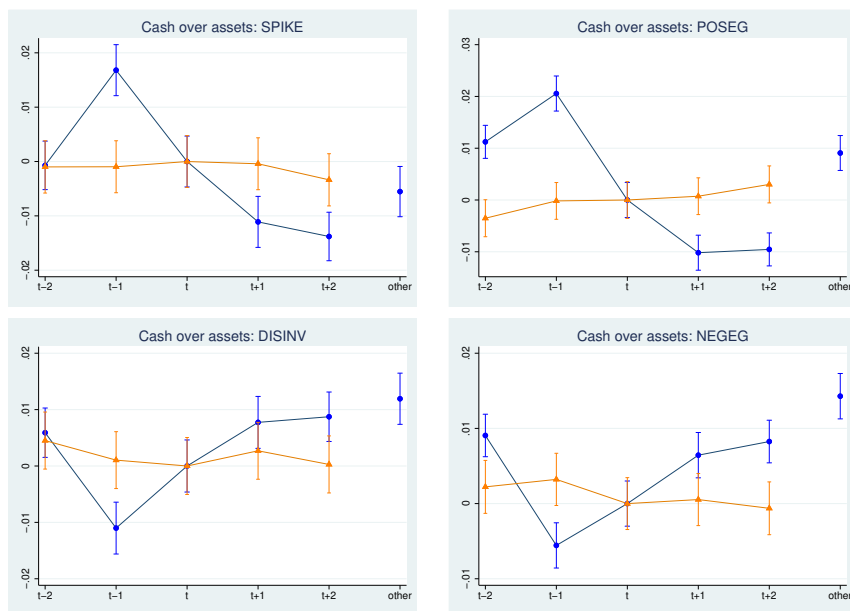 Cash over assets: SPIKE
.02
.01
0
−.01
−.02
t−2 t−1 t t+1 t+2 other
Cash over assets: POSEG
.03
.02
.01
0
−.01
t−2 t−1 t t+1 t+2 other
Cash over assets: DISINV
.02
.01
0
−.01
−.02
t−2 t−1 t t+1 t+2 other
Cash over assets: NEGEG
.02
.01
0
−.01
t−2 t−1 t t+1 t+2 other